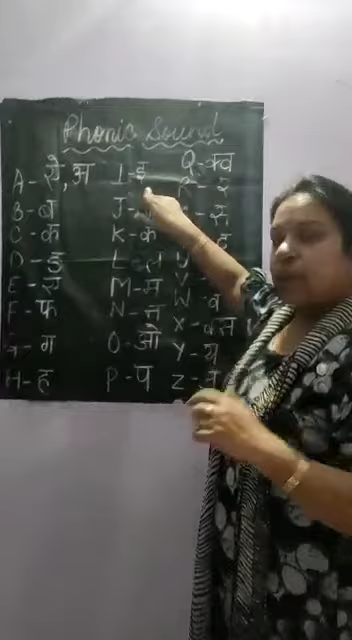 Phonic Sound
A - ऐ, अ
B - ब
C - क
D - ड
E - ए
F - फ
G - ग
H - ह
I - इ
J -
K - क
L - ल
M - म
N - न
O - ओ
P - प
Q - क्व
R - र
- स
- ट
U
V
W - व
X - क्स
Y - य
Z -